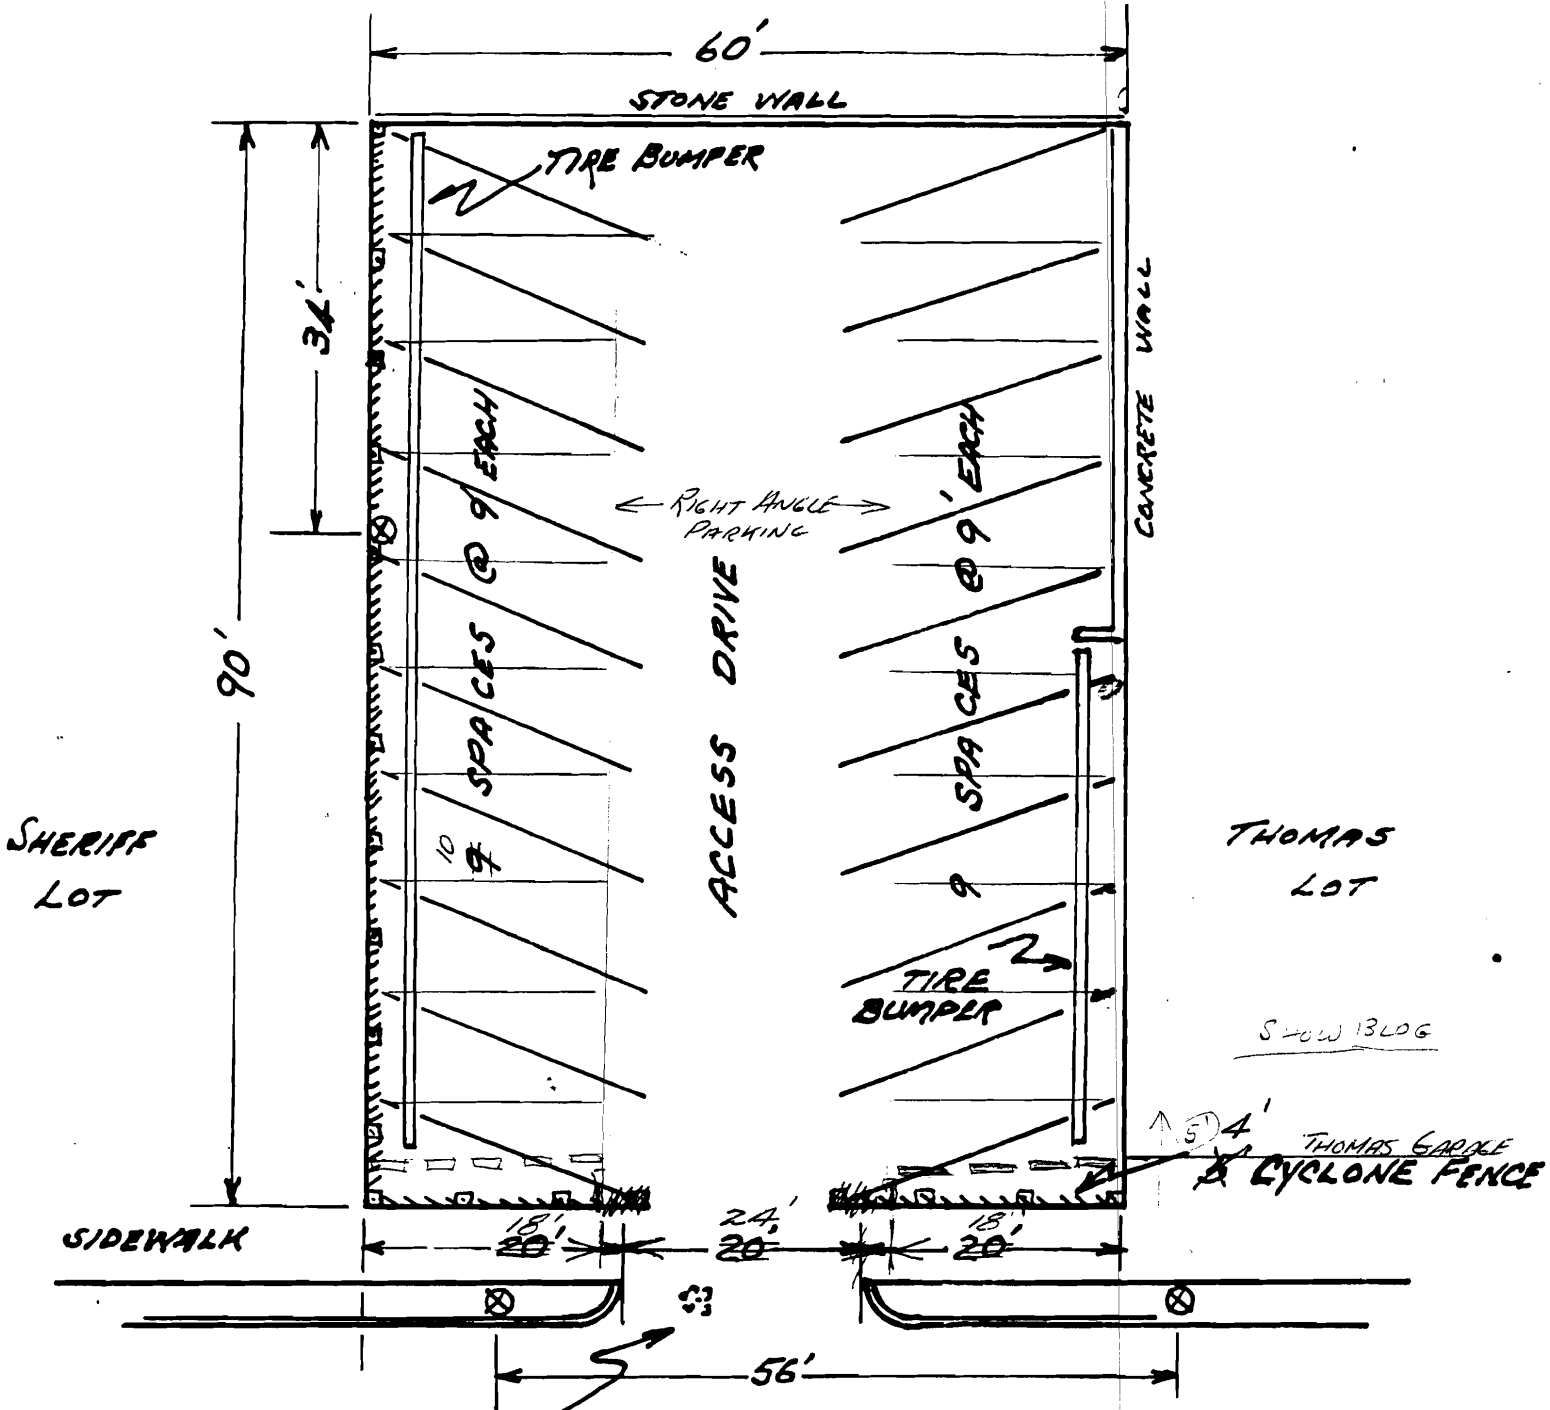 60'
STONE WALL
TIRE BUMPER
34'
CONCRETE WALL
9 SPACES @ 9' EACH
10
9 SPACES @ 9' EACH
RIGHT ANGLE
PARKING
ACCESS DRIVE
90'
SHERIFF
LOT
THOMAS
LOT
TIRE
BUMPER
SHOW BLDG
5' 4'
THOMAS GARAGE
CYCLONE FENCE
SIDEWALK
18' 24' 18'
20' 20' 20'
56'